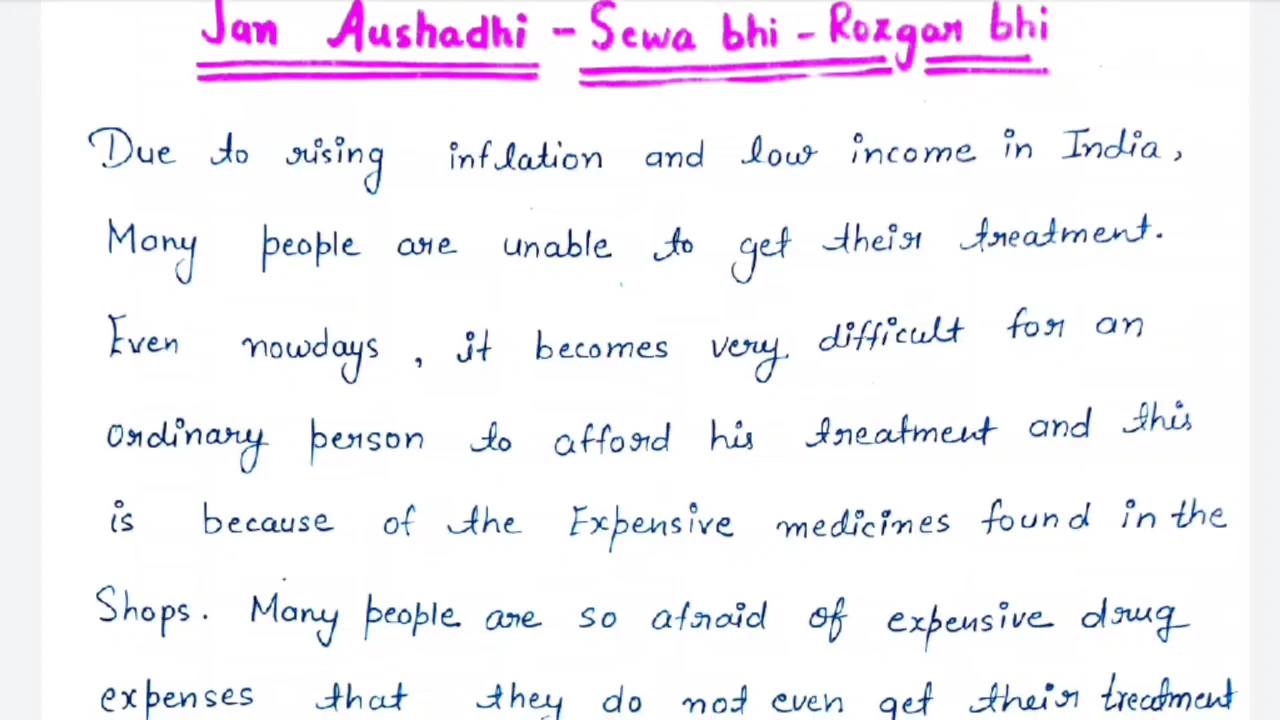 Jan Aushadhi - Sewa bhi - Rozgar bhi
Due to rising inflation and low income in India,
Many people are unable to get their treatment.
Even nowdays, it becomes very difficult for an
ordinary person to afford his treatment and this
is because of the Expensive medicines found in the
Shops. Many people are so afraid of expensive drug
expenses that they do not even get their treatment